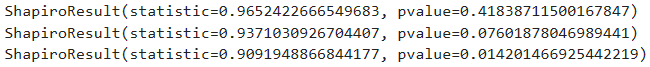 ShapiroResult(statistic=0.9652422666549683, pvalue=0.41838711500167847)
ShapiroResult(statistic=0.9371030926704407, pvalue=0.07601878046989441)
ShapiroResult(statistic=0.9091948866844177, pvalue=0.014201466925442219)